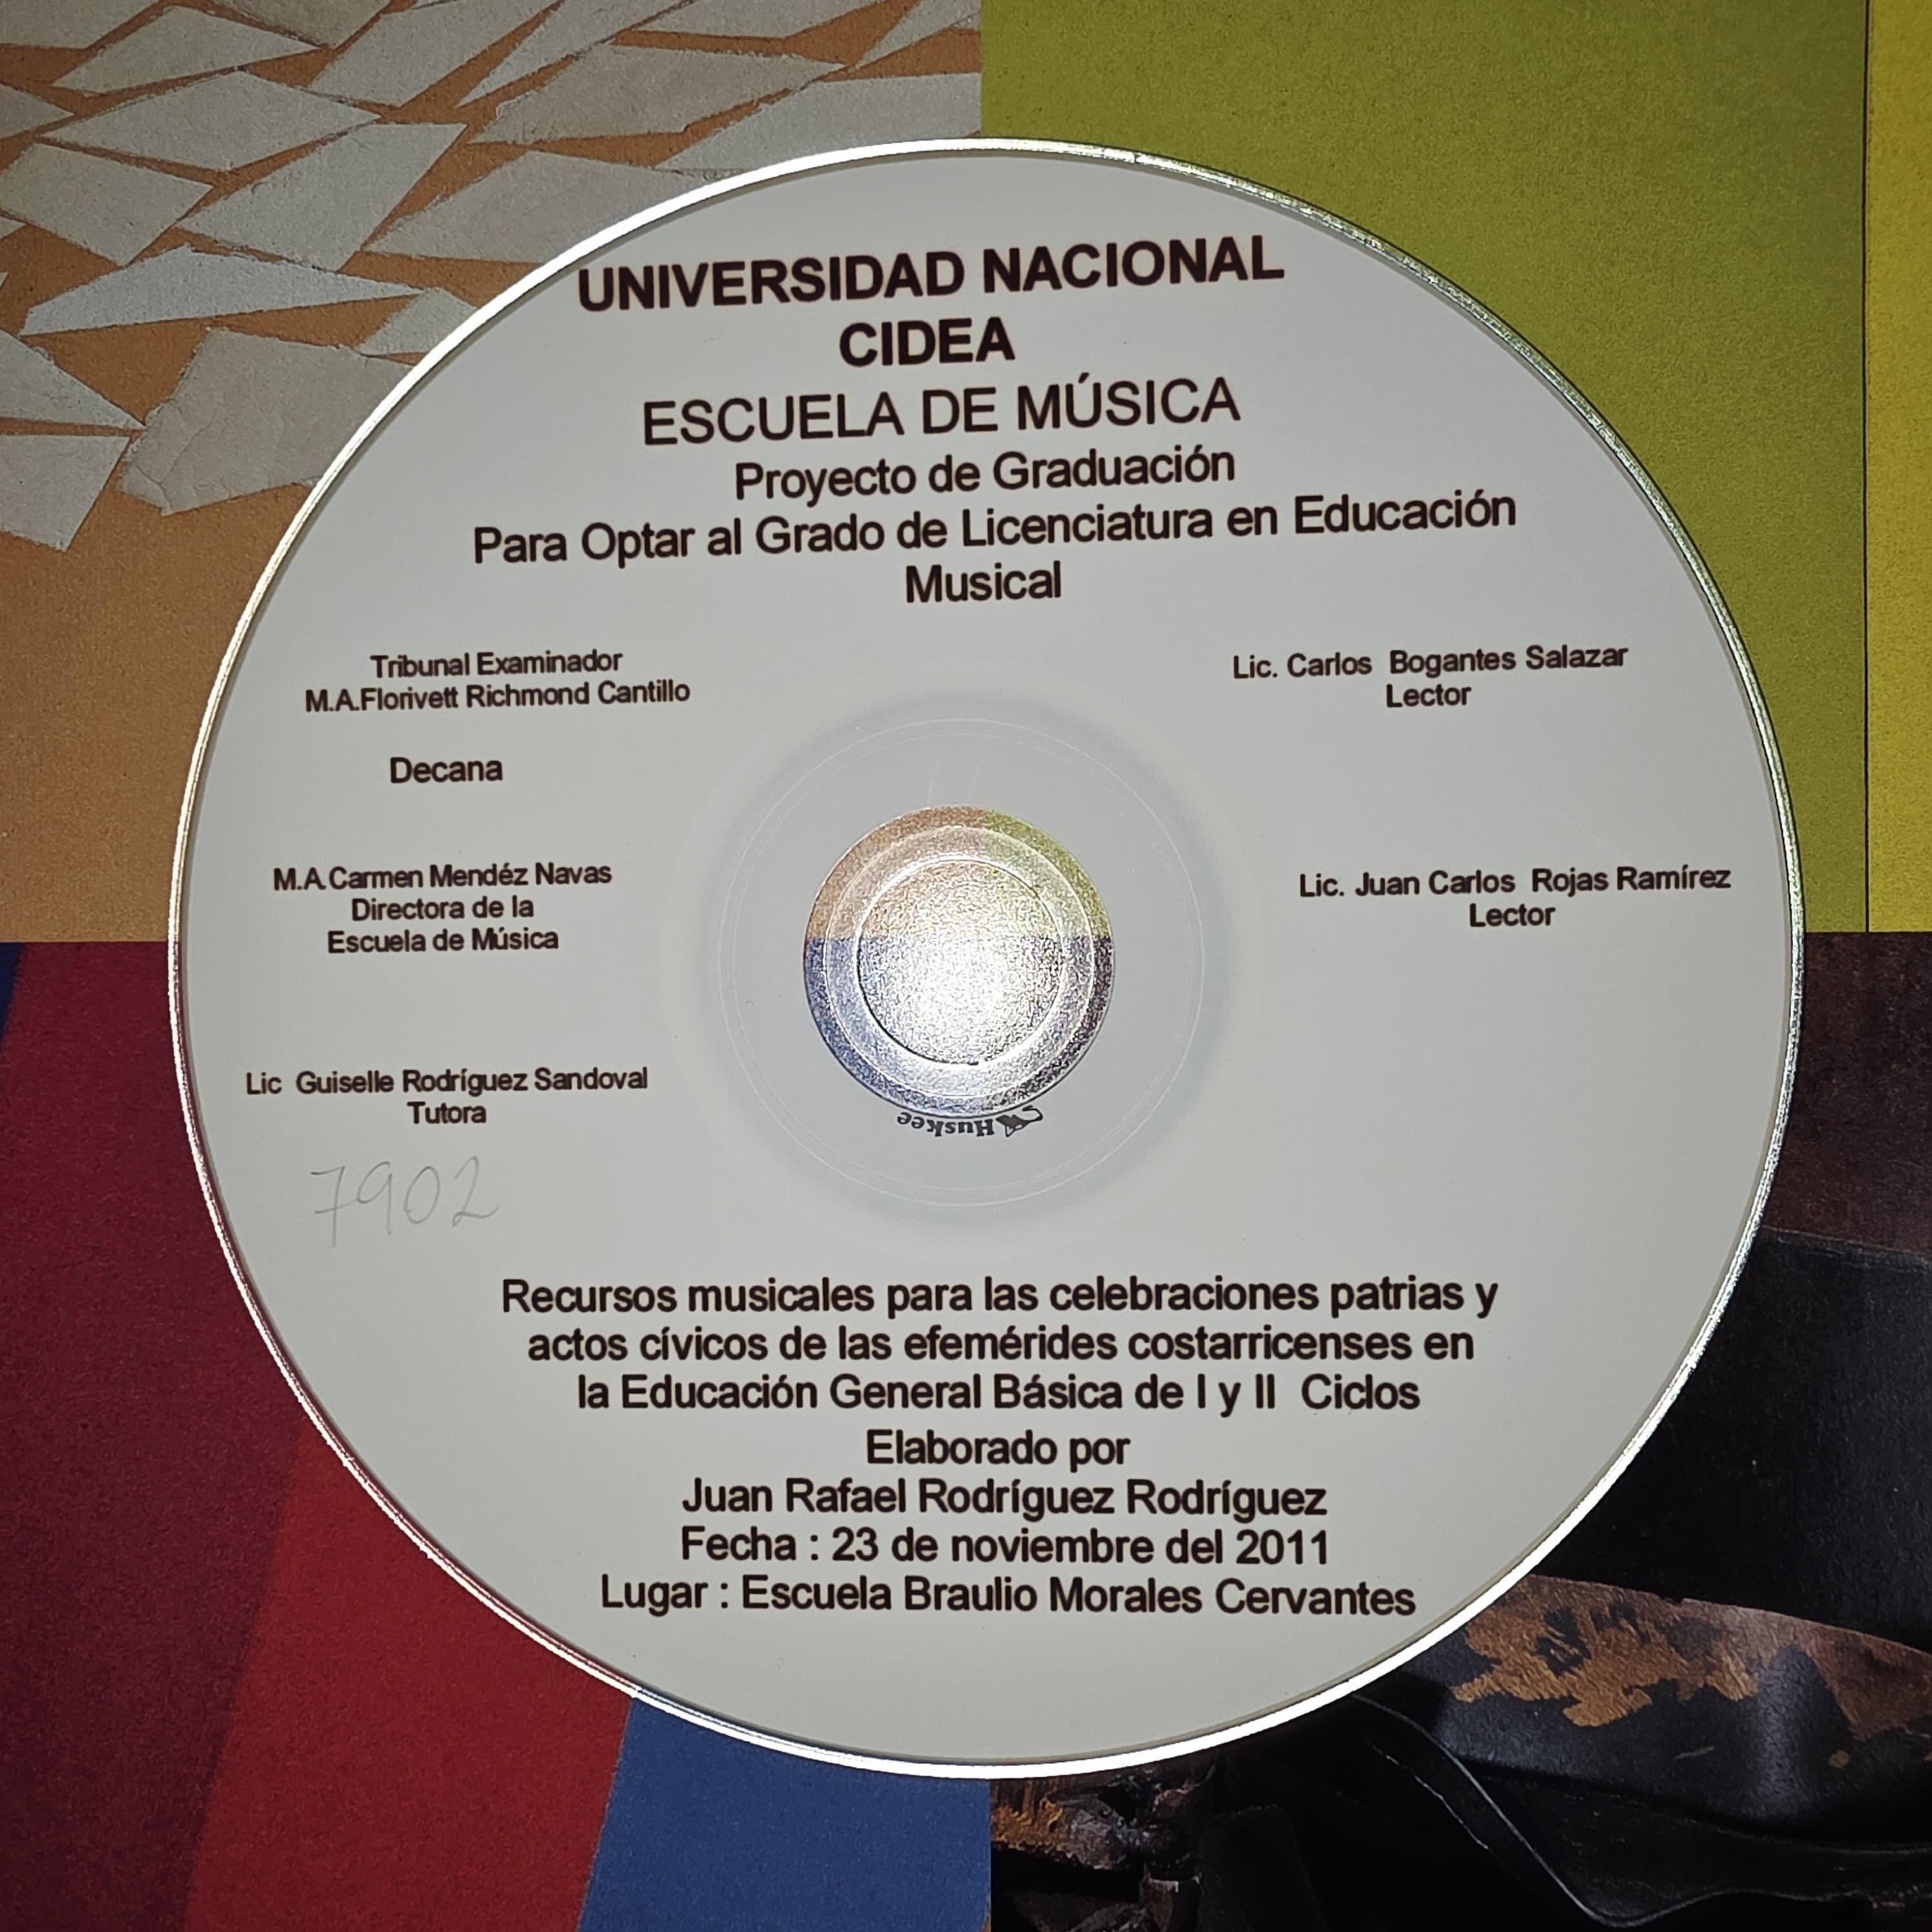 UNIVERSIDAD NACIONAL
CIDEA
ESCUELA DE MÚSICA
Proyecto de Graduación
Para Optar al Grado de Licenciatura en Educación
Musical
Tribunal Examinador
M.A.Florivett Richmond Cantillo
Decana
M.A.Carmen Mendéz Navas
Directora de la
Escuela de Música
Lic Guiselle Rodríguez Sandoval
Tutora
7902
Lic. Carlos Bogantes Salazar
Lector
Lic. Juan Carlos Rojas Ramírez
Lector
Huskee
Recursos musicales para las celebraciones patrias y
actos cívicos de las efemérides costarricenses en
la Educación General Básica de I y II Ciclos
Elaborado por
Juan Rafael Rodríguez Rodríguez
Fecha : 23 de noviembre del 2011
Lugar : Escuela Braulio Morales Cervantes